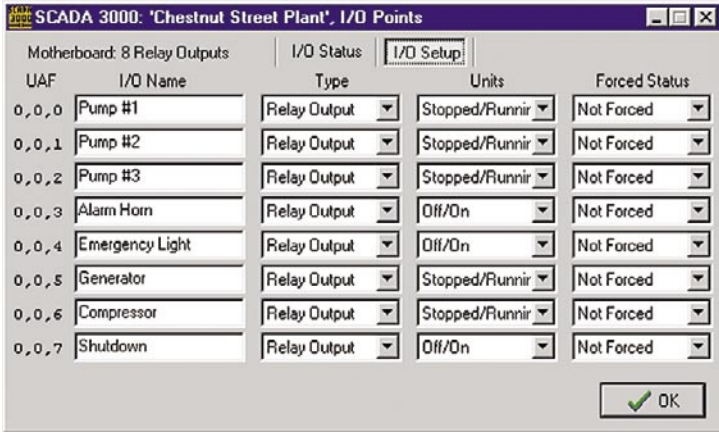 SCADA 3000
SCADA 3000: 'Chestnut Street Plant', I/O Points
Motherboard: 8 Relay Outputs I/O Status I/O Setup
UAF I/O Name Type Units Forced Status
0,0,0 Pump #1 Relay Output Stopped/Runnir Not Forced
0,0,1 Pump #2 Relay Output Stopped/Runnir Not Forced
0,0,2 Pump #3 Relay Output Stopped/Runnir Not Forced
0,0,3 Alarm Horn Relay Output Off/On Not Forced
0,0,4 Emergency Light Relay Output Off/On Not Forced
0,0,5 Generator Relay Output Stopped/Runnir Not Forced
0,0,6 Compressor Relay Output Stopped/Runnir Not Forced
0,0,7 Shutdown Relay Output Off/On Not Forced
OK